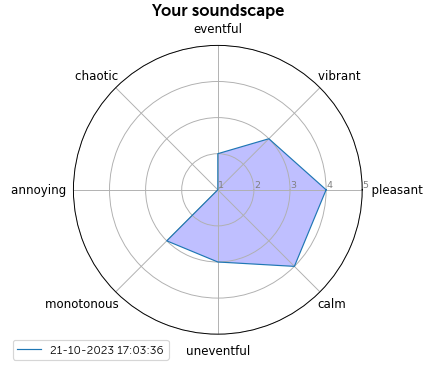 Your soundscape
eventful
chaotic
vibrant
annoying
1
2
3
4
5
pleasant
monotonous
calm
uneventful
21-10-2023 17:03:36